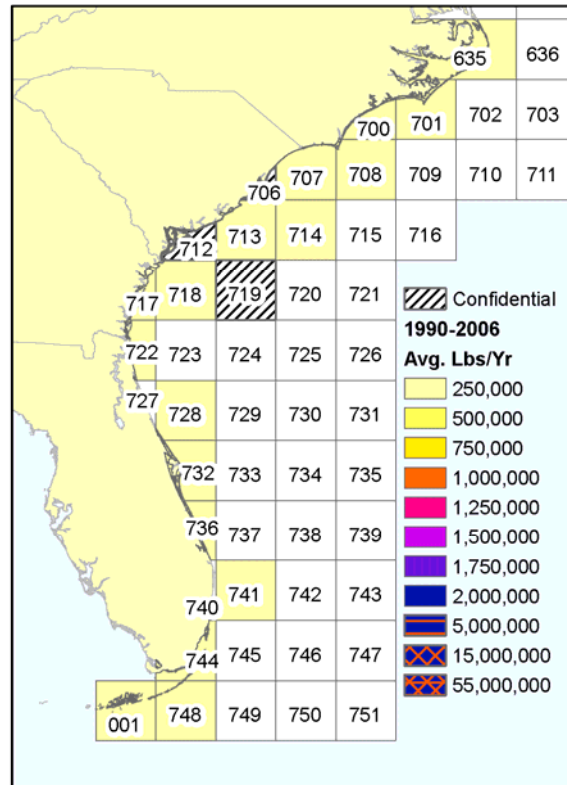 635 636
700 701 702 703
706 707 708 709 710 711
712 713 714 715 716
717 718 719 720 721
722 723 724 725 726
727 728 729 730 731
732 733 734 735
736 737 738 739
740 741 742 743
744 745 746 747
001 748 749 750 751
Confidential
1990-2006
Avg. Lbs/Yr
250,000
500,000
750,000
1,000,000
1,250,000
1,500,000
1,750,000
2,000,000
5,000,000
15,000,000
55,000,000